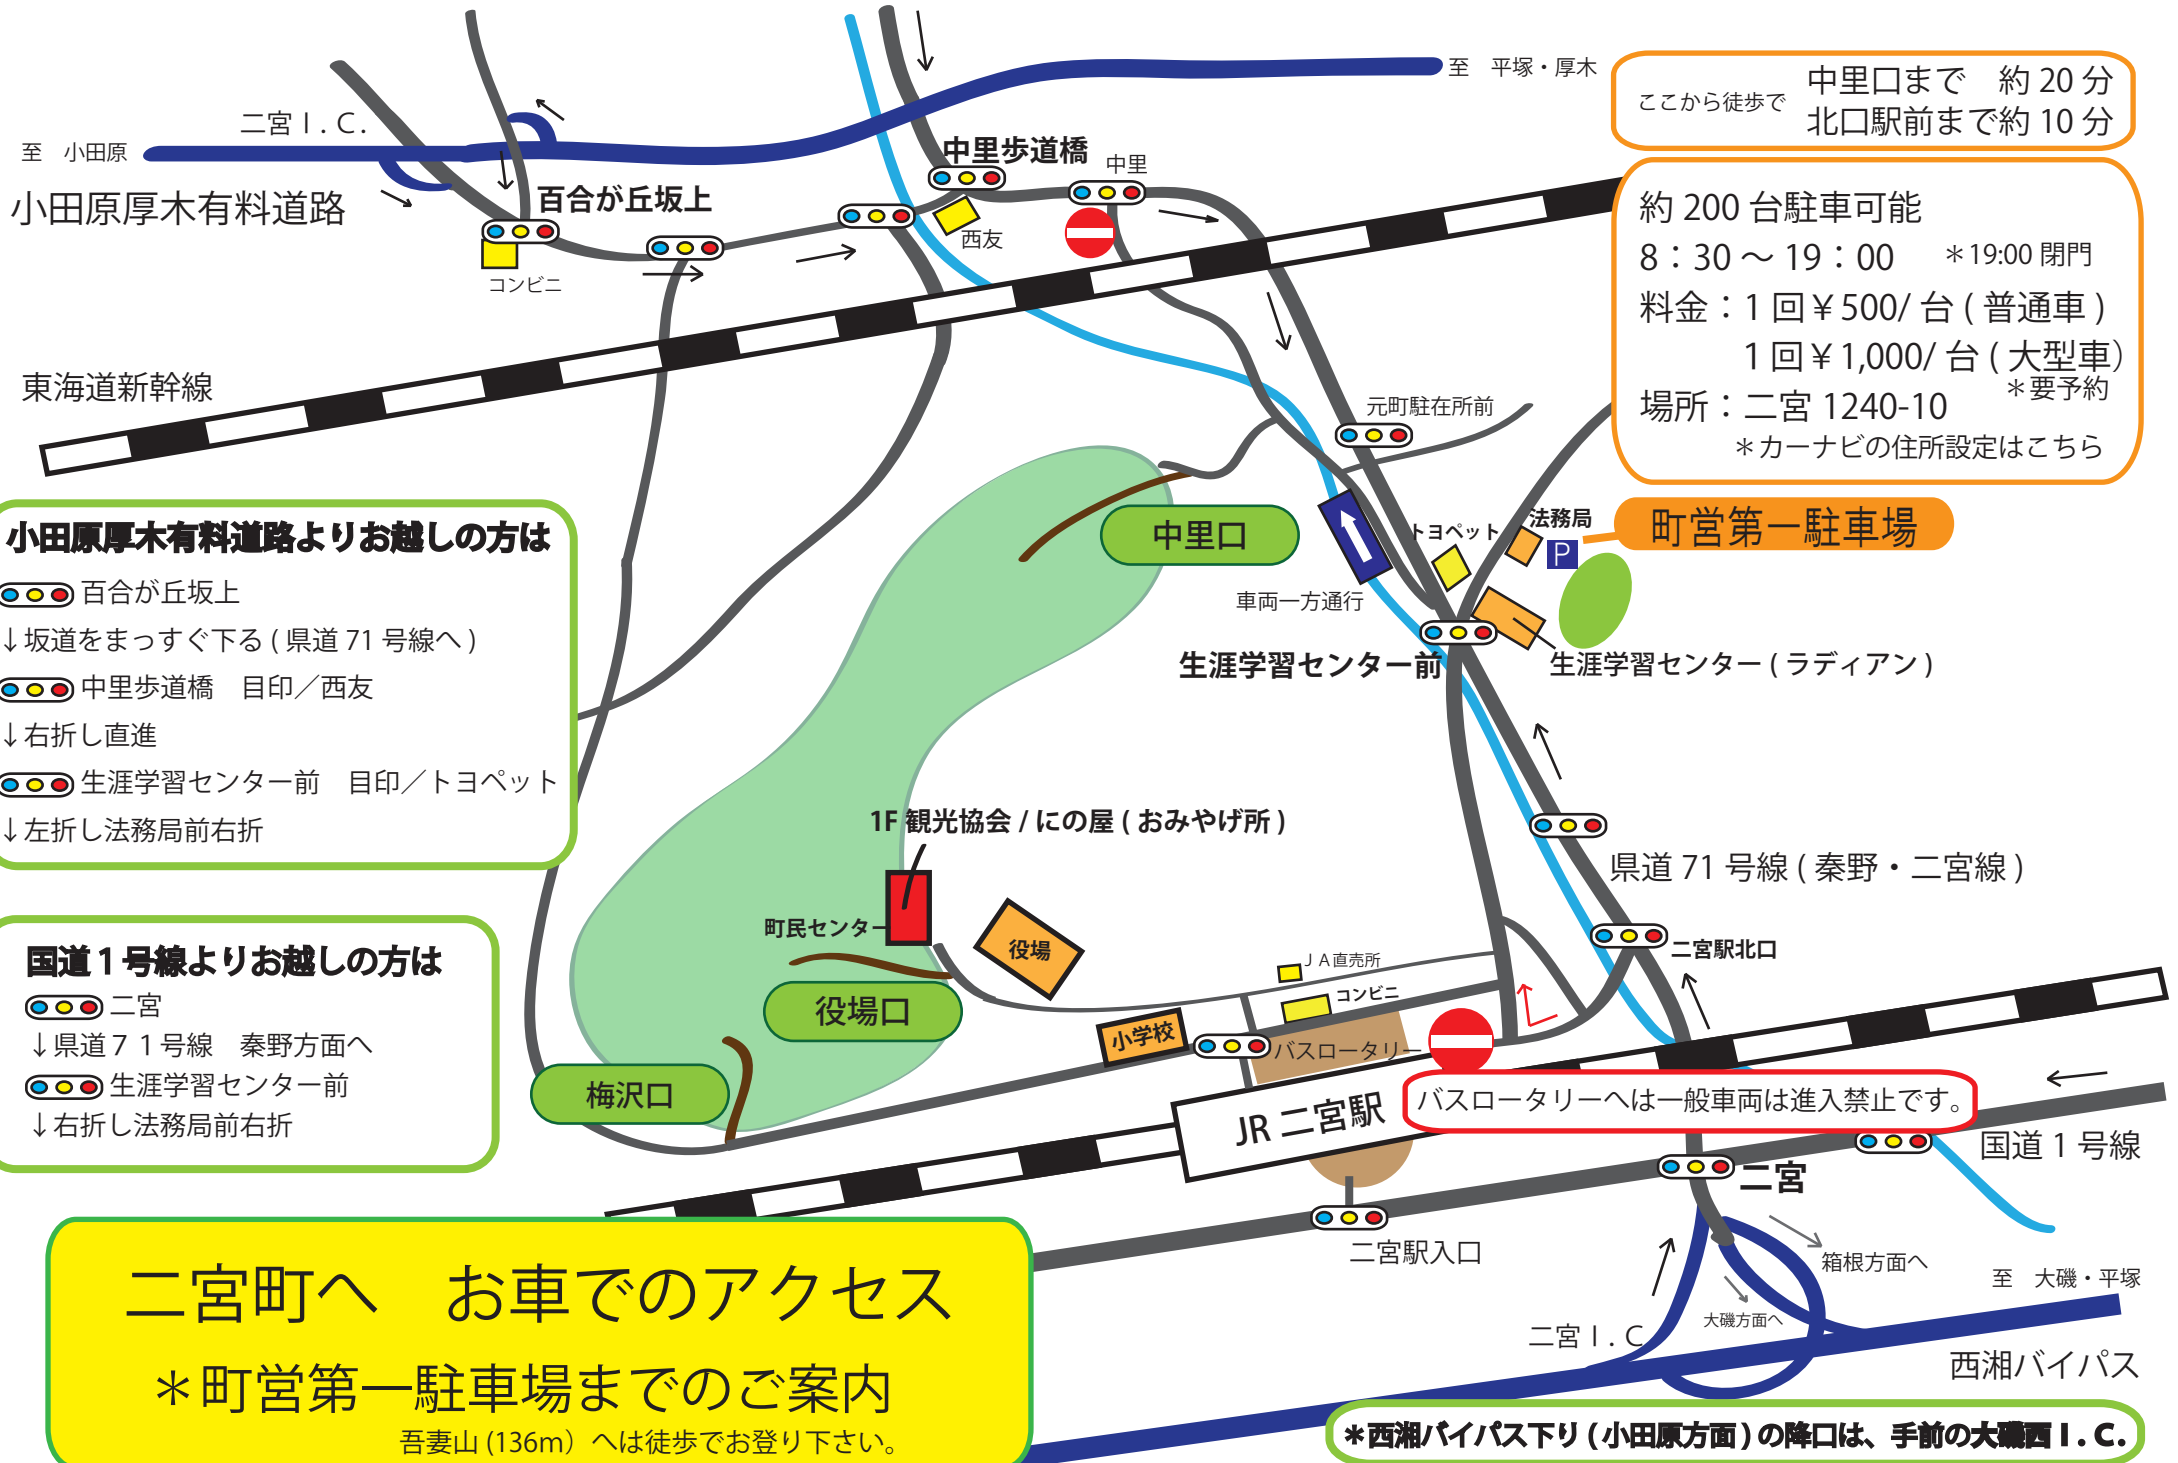 至　平塚・厚木
ここから徒歩で
中里口まで　約 20 分
北口駅前まで約 10 分
二宮 I . C.
至　小田原
小田原厚木有料道路
百合が丘坂上
コンビニ
中里歩道橋
中里
西友
約 200 台駐車可能
8：30 ～ 19：00　＊19:00 閉門
料金：1 回￥500/ 台 ( 普通車 )
1 回￥1,000/ 台 ( 大型車）
＊要予約
場所：二宮 1240-10
＊カーナビの住所設定はこちら
東海道新幹線
元町駐在所前
町営第一駐車場
法務局
P
トヨペット
中里口
車両一方通行
生涯学習センター前
生涯学習センター ( ラディアン )
小田原厚木有料道路よりお越しの方は
百合が丘坂上
↓坂道をまっすぐ下る ( 県道 71 号線へ )
中里歩道橋　目印／西友
↓右折し直進
生涯学習センター前　目印／トヨペット
↓左折し法務局前右折
1F 観光協会 / にの屋 ( おみやげ所 )
町民センター
役場
県道 71 号線 ( 秦野・二宮線 )
二宮駅北口
国道 1 号線よりお越しの方は
二宮
↓県道７１号線　秦野方面へ
生涯学習センター前
↓右折し法務局前右折
役場口
梅沢口
ＪＡ直売所
コンビニ
小学校
バスロータリー
JR 二宮駅
バスロータリーへは一般車両は進入禁止です。
国道 1 号線
二宮
二宮駅入口
箱根方面へ
大磯方面へ
至　大磯・平塚
二宮 I . C
西湘バイパス
二宮町へ　お車でのアクセス
＊町営第一駐車場までのご案内
吾妻山 (136m）へは徒歩でお登り下さい。
＊西湘バイパス下り ( 小田原方面 ) の降口は、手前の大磯西 I . C.